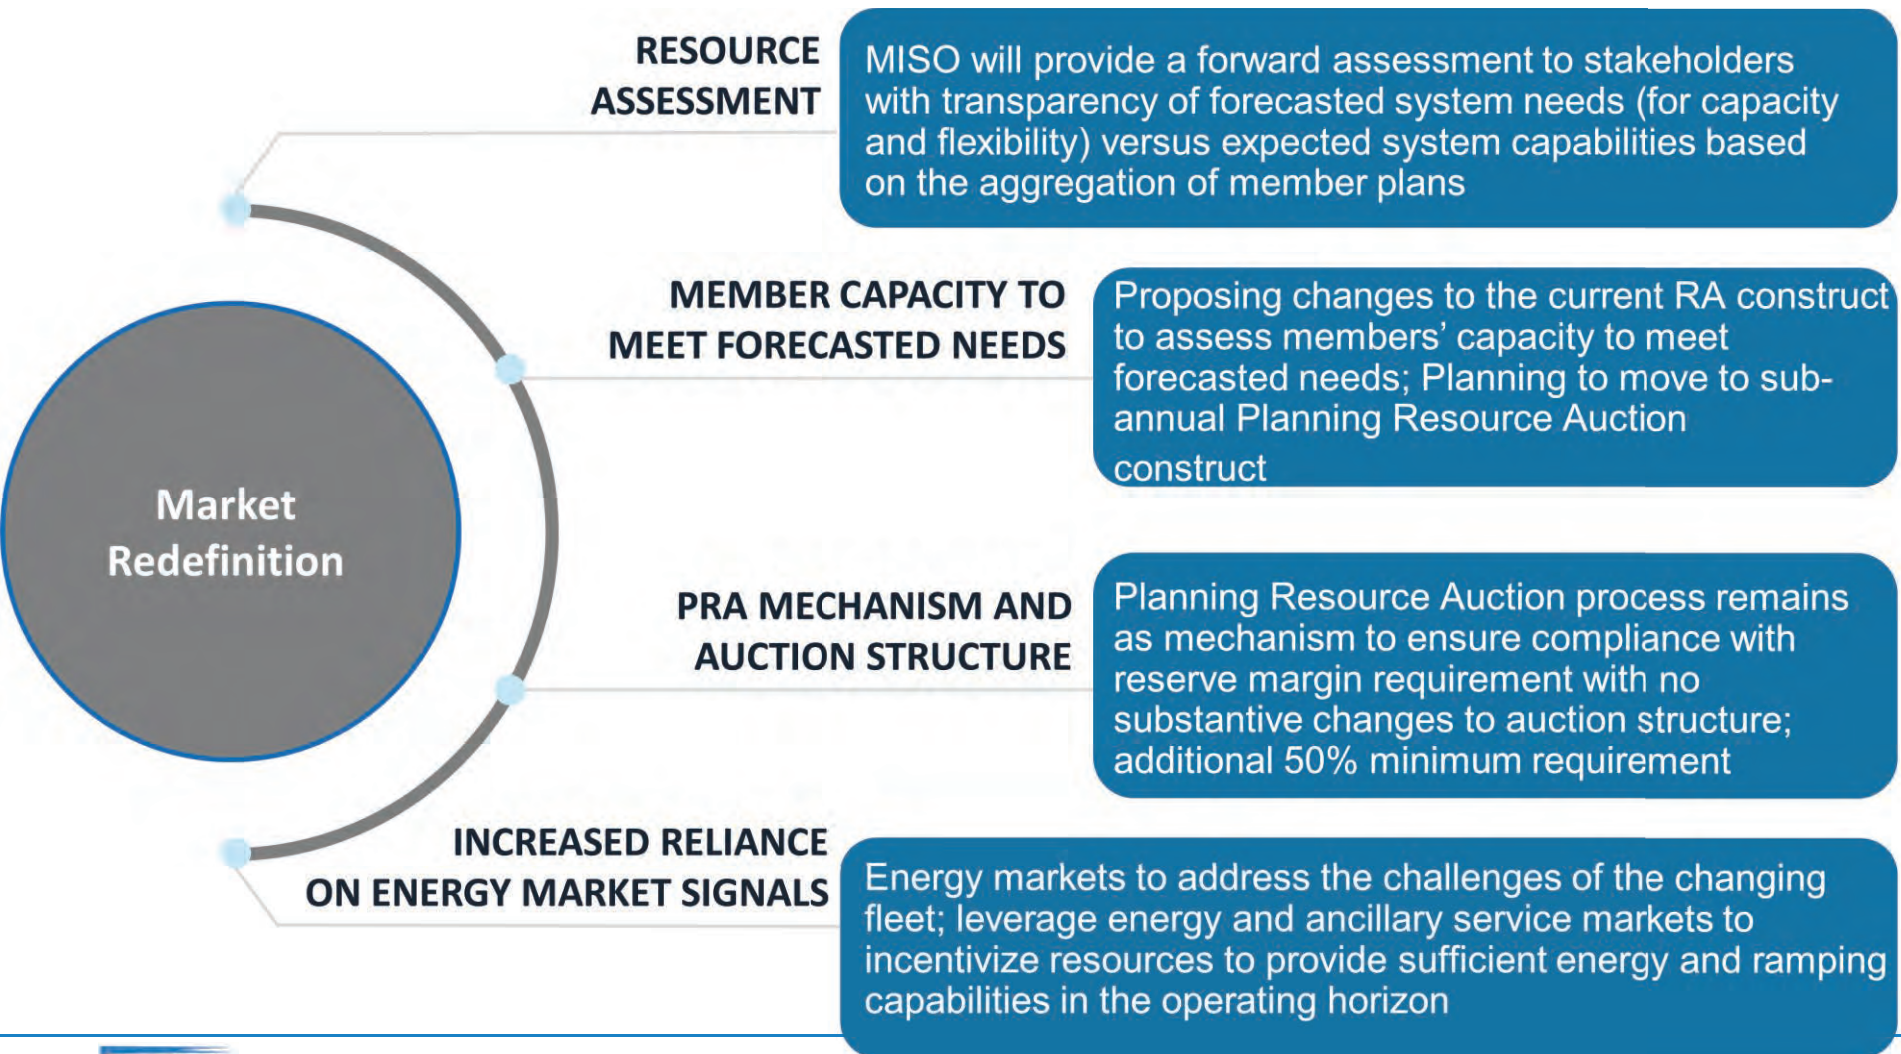 RESOURCE
ASSESSMENT
MISO will provide a forward assessment to stakeholders
with transparency of forecasted system needs (for capacity
and flexibility) versus expected system capabilities based
on the aggregation of member plans
MEMBER CAPACITY TO
MEET FORECASTED NEEDS
Proposing changes to the current RA construct
to assess members’ capacity to meet
forecasted needs; Planning to move to sub-
annual Planning Resource Auction
construct
Market
Redefinition
PRA MECHANISM AND
AUCTION STRUCTURE
Planning Resource Auction process remains
as mechanism to ensure compliance with
reserve margin requirement with no
substantive changes to auction structure;
additional 50% minimum requirement
INCREASED RELIANCE
ON ENERGY MARKET SIGNALS
Energy markets to address the challenges of the changing
fleet; leverage energy and ancillary service markets to
incentivize resources to provide sufficient energy and ramping
capabilities in the operating horizon